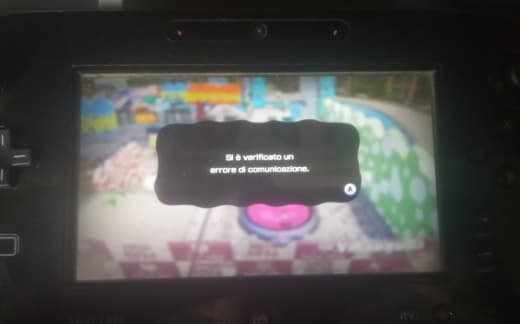 Si è verificato un
errore di comunicazione.
A